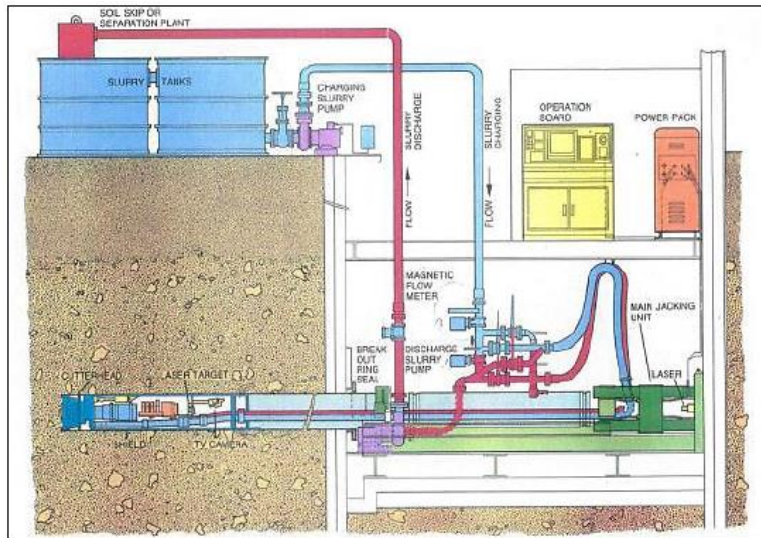 SOIL SKIP OR
SEPARATION PLANT
SLURRY TANKS
CHARGING
SLURRY
PUMP
FLOW → SLURRY
DISCHARGE
FLOW ← SLURRY
CHARGING
OPERATION
BOARD
POWER PACK
MAGNETIC
FLOW
METER
MAIN JACKING
UNIT
BREAK
OUT
RING
SEAL
DISCHARGE
SLURRY
PUMP
LASER
CUTTERHEAD
LASER TARGET
SHIELD
TV CAMERA